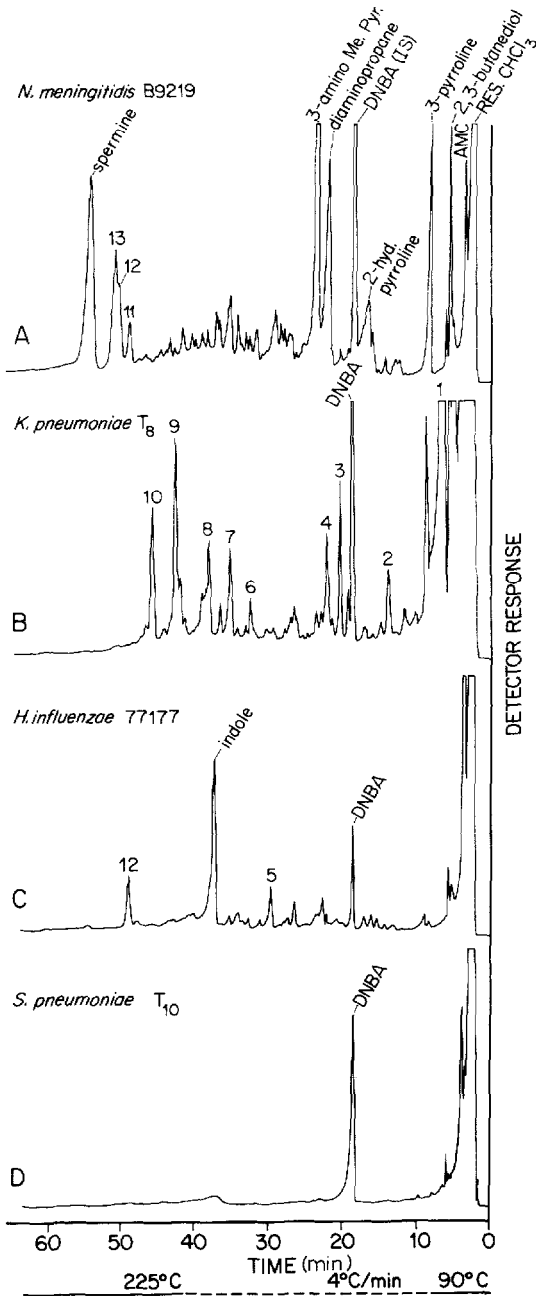 N. meningitidis B9219
spermine
13
12
11
3-amino Me. Pyr.
diaminopropane
DNBA (IS)
2-hyd. pyrroline
3-pyrroline
AMC 2,3-butanediol
RES. CHCl3
A
K. pneumoniae T8
10
9
8
7
6
4
3
DNBA
2
1
B
H. influenzae 77177
12
indole
5
DNBA
C
S. pneumoniae T10
DNBA
D
DETECTOR RESPONSE
60 50 40 30 20 10 0
TIME (min)
225°C 4°C/min 90°C